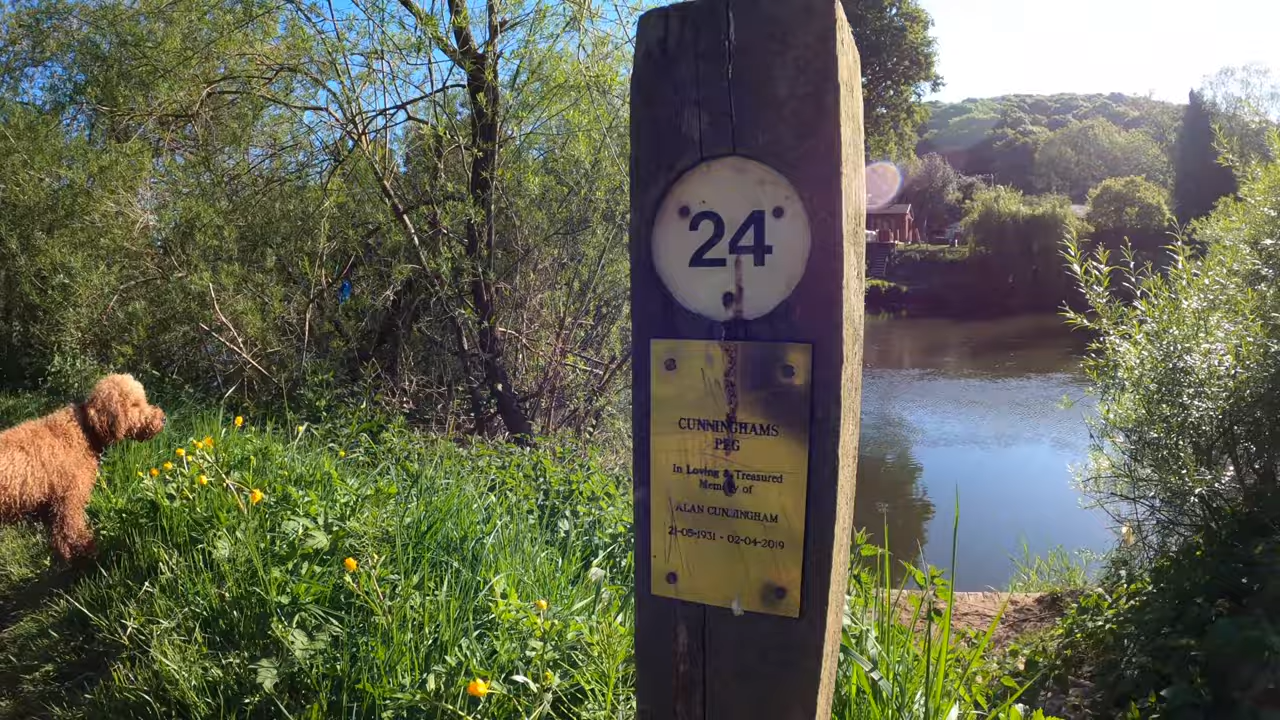 24
CUNNINGHAMS
PEG
In Loving & Treasured
Memory of
ALAN CUNNINGHAM
21-05-1931 - 02-04-2019